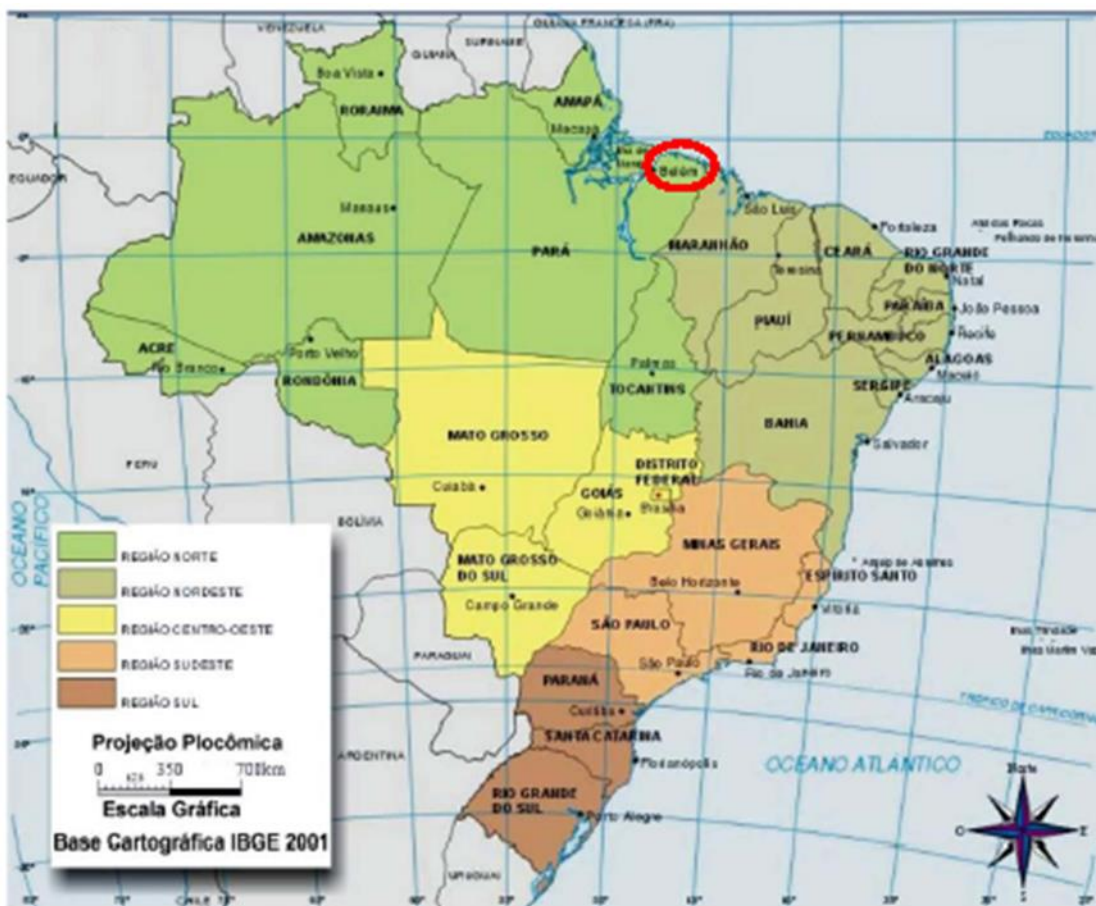 VENEZUELA
GUIANA FRANCESA (FRA)
SURINAME
GUIANA
Boa Vista
RORAIMA
AMAPÁ
Macapá
EQUADOR
Belém
EQUADOR
Manaus
AMAZONAS
PARÁ
São Luis
MARANHÃO
Fortaleza
CEARÁ
Teresina
RIO GRANDE
DO NORTE
Natal
PARAÍBA
João Pessoa
PIAUÍ
PERNAMBUCO
Recife
ACRE
Rio Branco
Porto Velho
RONDÔNIA
Palmas
TOCANTINS
ALAGOAS
Maceió
SERGIPE
Aracaju
BAHIA
Salvador
MATO GROSSO
Cuiabá
PERU
DISTRITO
FEDERAL
Brasília
GOIÁS
Goiânia
BOLÍVIA
OCEANO
PACÍFICO
MINAS GERAIS
Belo Horizonte
ESPÍRITO SANTO
Vitória
MATO GROSSO
DO SUL
Campo Grande
SÃO PAULO
São Paulo
RIO DE JANEIRO
Rio de Janeiro
PARAGUAI
PARANÁ
Curitiba
SANTA CATARINA
Florianópolis
ARGENTINA
RIO GRANDE
DO SUL
Porto Alegre
URUGUAI
CHILE
OCEANO ATLÂNTICO
REGIÃO NORTE
REGIÃO NORDESTE
REGIÃO CENTRO-OESTE
REGIÃO SUDESTE
REGIÃO SUL
Projeção Plocômica
0 350 700km
Escala Gráfica
Base Cartográfica IBGE 2001
Norte
O E
S